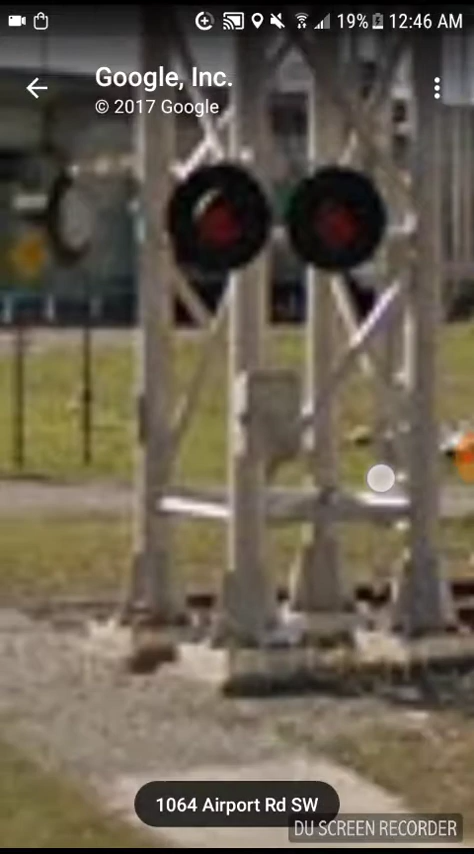 19% 12:46 AM
Google, Inc.
© 2017 Google
1064 Airport Rd SW
DU SCREEN RECORDER